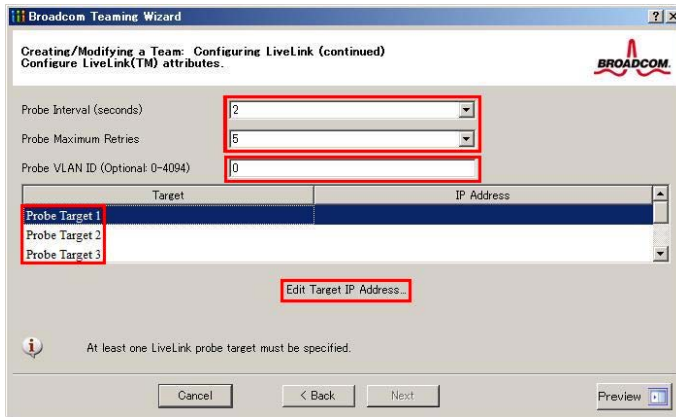 Broadcom Teaming Wizard
Creating/Modifying a Team: Configuring LiveLink (continued)
Configure LiveLink(TM) attributes.
BROADCOM.
Probe Interval (seconds)
2
Probe Maximum Retries
5
Probe VLAN ID (Optional: 0-4094)
0
Target IP Address
Probe Target 1
Probe Target 2
Probe Target 3
Edit Target IP Address...
At least one LiveLink probe target must be specified.
Cancel < Back Next Preview